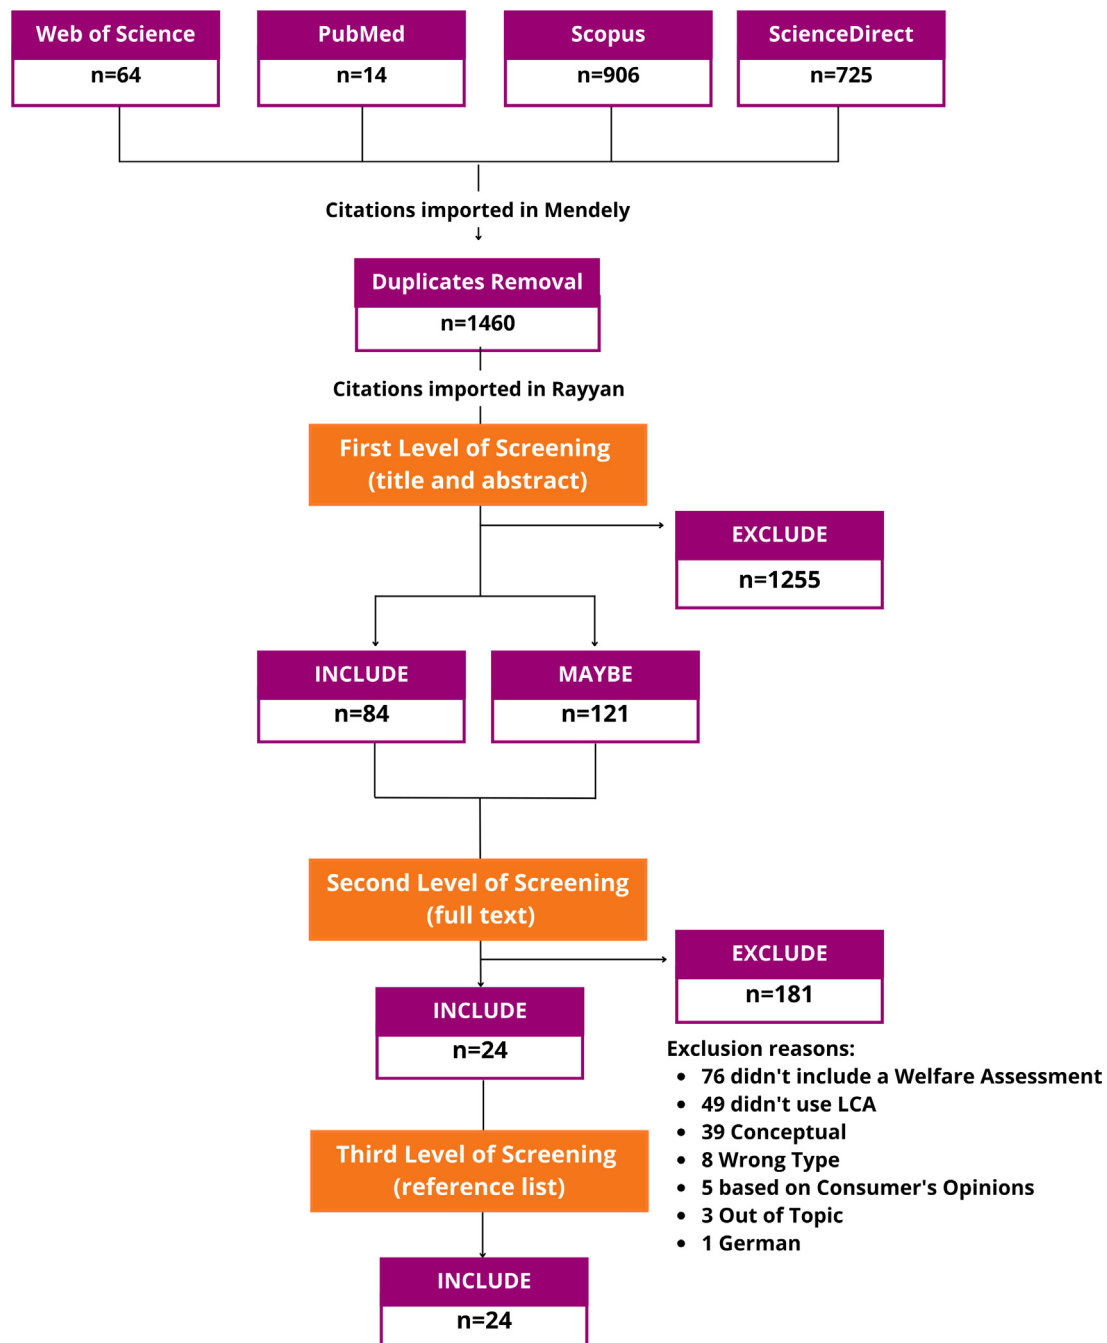 Web of Science
n=64
PubMed
n=14
Scopus
n=906
ScienceDirect
n=725
Citations imported in Mendely
Duplicates Removal
n=1460
Citations imported in Rayyan
First Level of Screening
(title and abstract)
EXCLUDE
n=1255
INCLUDE
n=84
MAYBE
n=121
Second Level of Screening
(full text)
EXCLUDE
n=181
INCLUDE
n=24
Exclusion reasons:
• 76 didn't include a Welfare Assessment
• 49 didn't use LCA
• 39 Conceptual
• 8 Wrong Type
• 5 based on Consumer's Opinions
• 3 Out of Topic
• 1 German
Third Level of Screening
(reference list)
INCLUDE
n=24